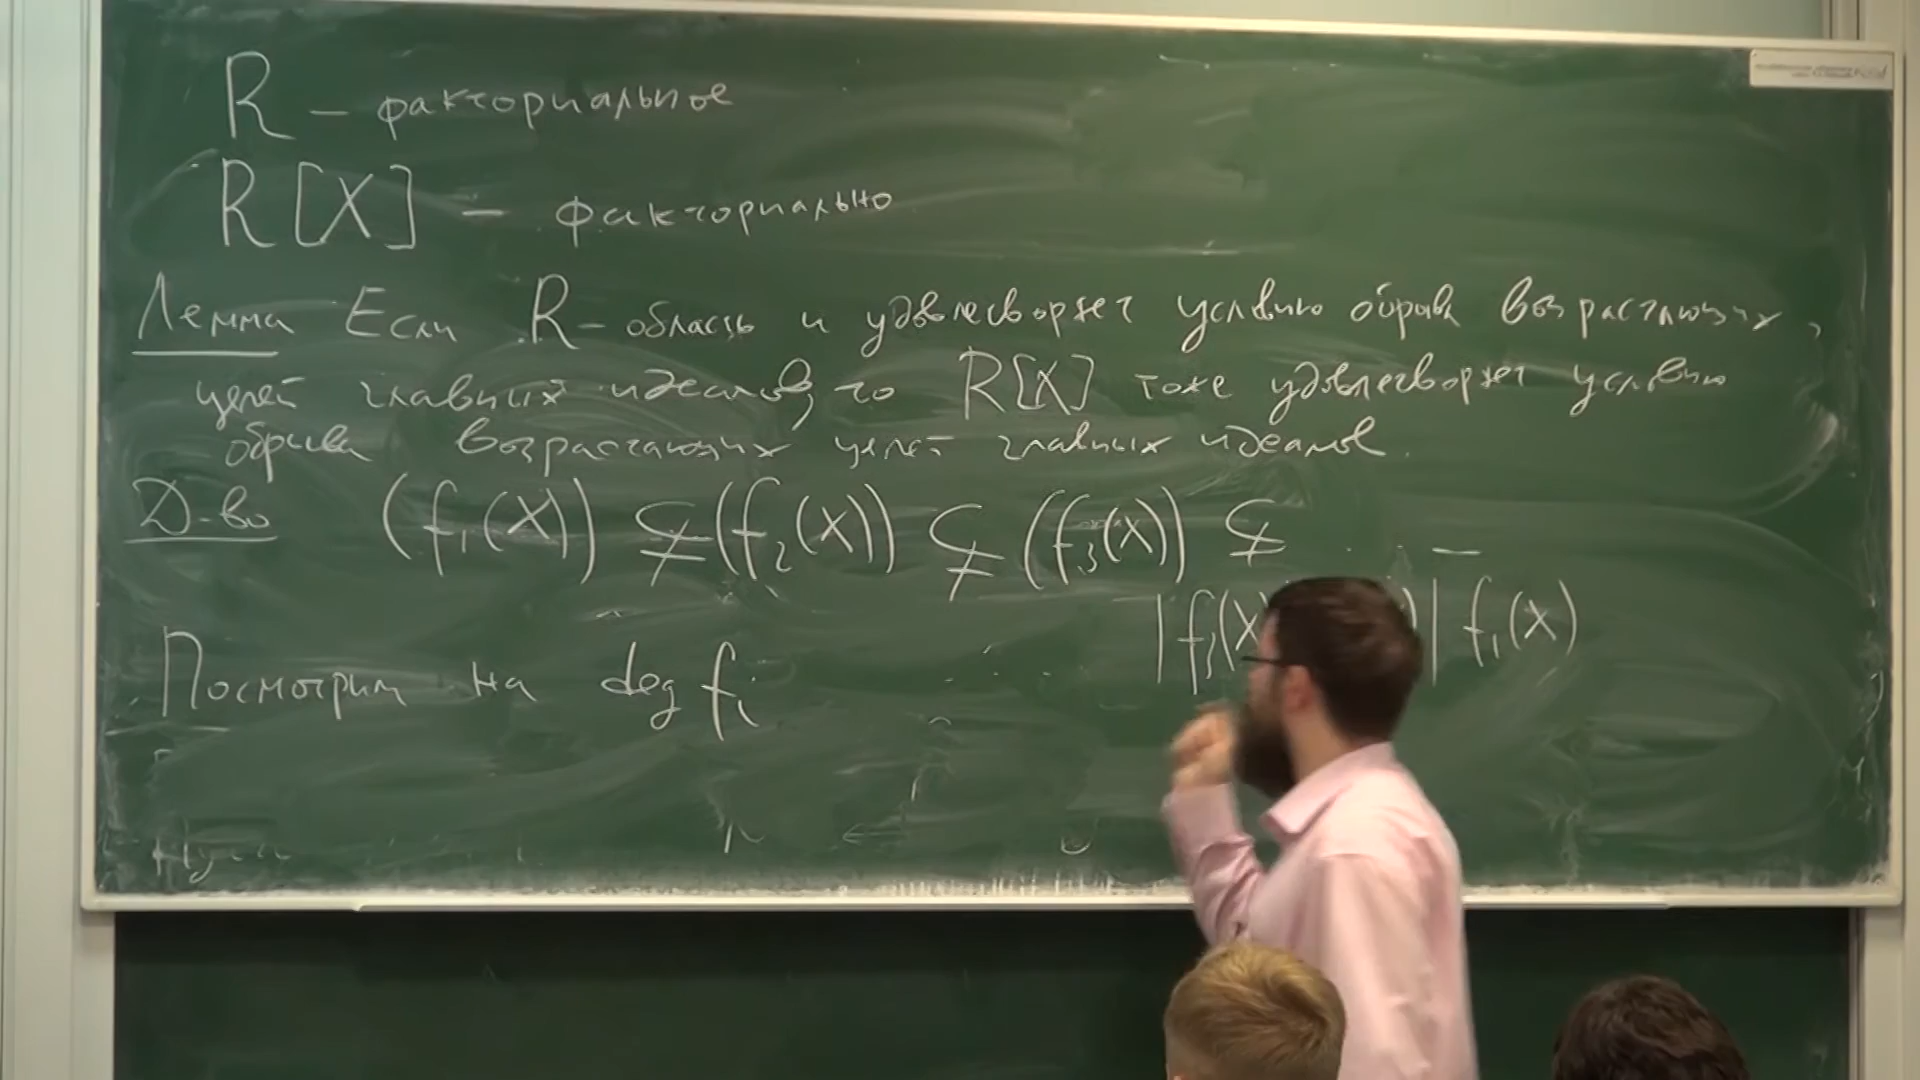 R – факториальное
R[X] – факториально
Лемма Если R – область и удовлетворяет условию обрыва возрастающих
цепей главных идеалов, то R[X] тоже удовлетворяет условию
обрыва возрастающих цепей главных идеалов.
Д-во (f₁(X)) ⊊ (f₂(X)) ⊊ (f₃(X)) ⊊ ...
| f₃(X) | f₁(X)
Посмотрим на deg fᵢ